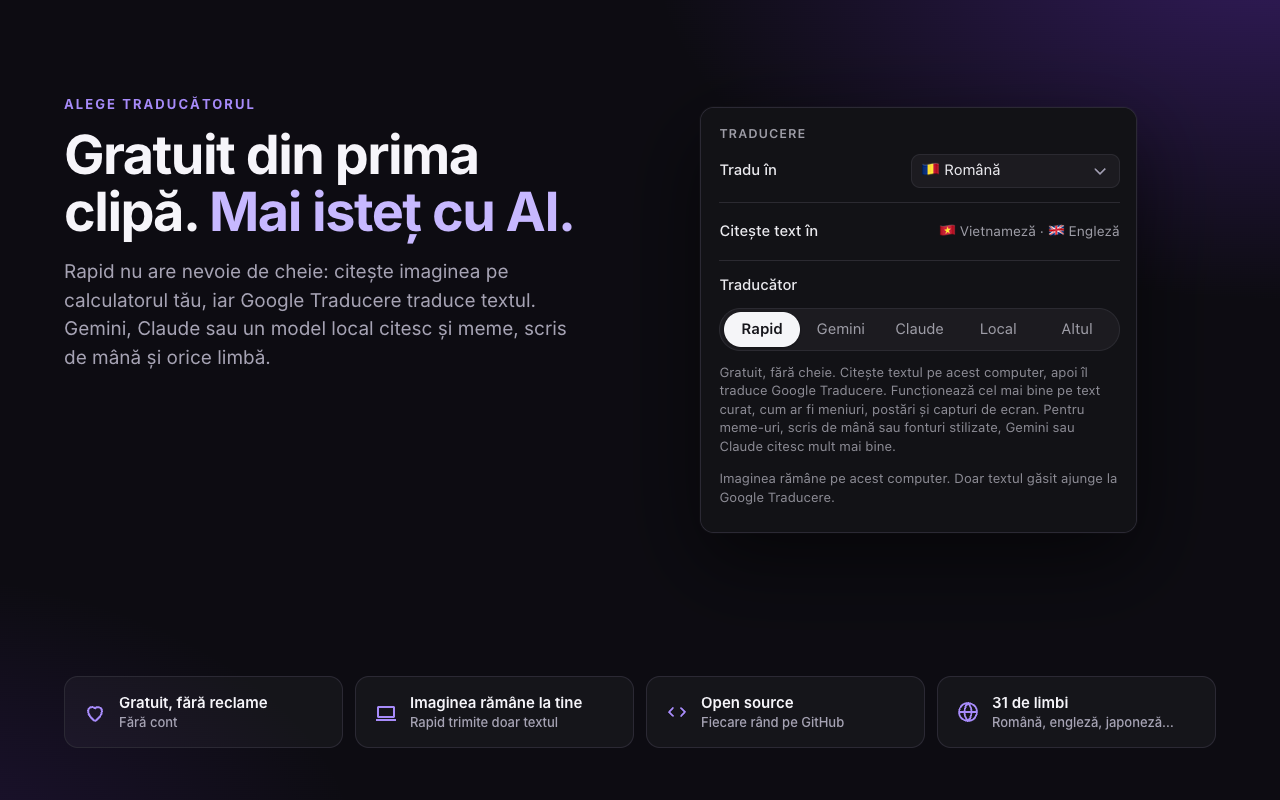 ALEGE TRADUCĂTORUL
Gratuit din prima
clipă. Mai isteț cu AI.
Rapid nu are nevoie de cheie: citește imaginea pe
calculatorul tău, iar Google Traducere traduce textul.
Gemini, Claude sau un model local citesc și meme, scris
de mână și orice limbă.
TRADUCERE
Tradu în
Română
Citește text în
Vietnameză · Engleză
Traducător
Rapid Gemini Claude Local Altul
Gratuit, fără cheie. Citește textul pe acest computer, apoi îl
traduce Google Traducere. Funcționează cel mai bine pe text
curat, cum ar fi meniuri, postări și capturi de ecran. Pentru
meme-uri, scris de mână sau fonturi stilizate, Gemini sau
Claude citesc mult mai bine.
Imaginea rămâne pe acest computer. Doar textul găsit ajunge la
Google Traducere.
Gratuit, fără reclame
Fără cont
Imaginea rămâne la tine
Rapid trimite doar textul
Open source
Fiecare rând pe GitHub
31 de limbi
Română, engleză, japoneză...